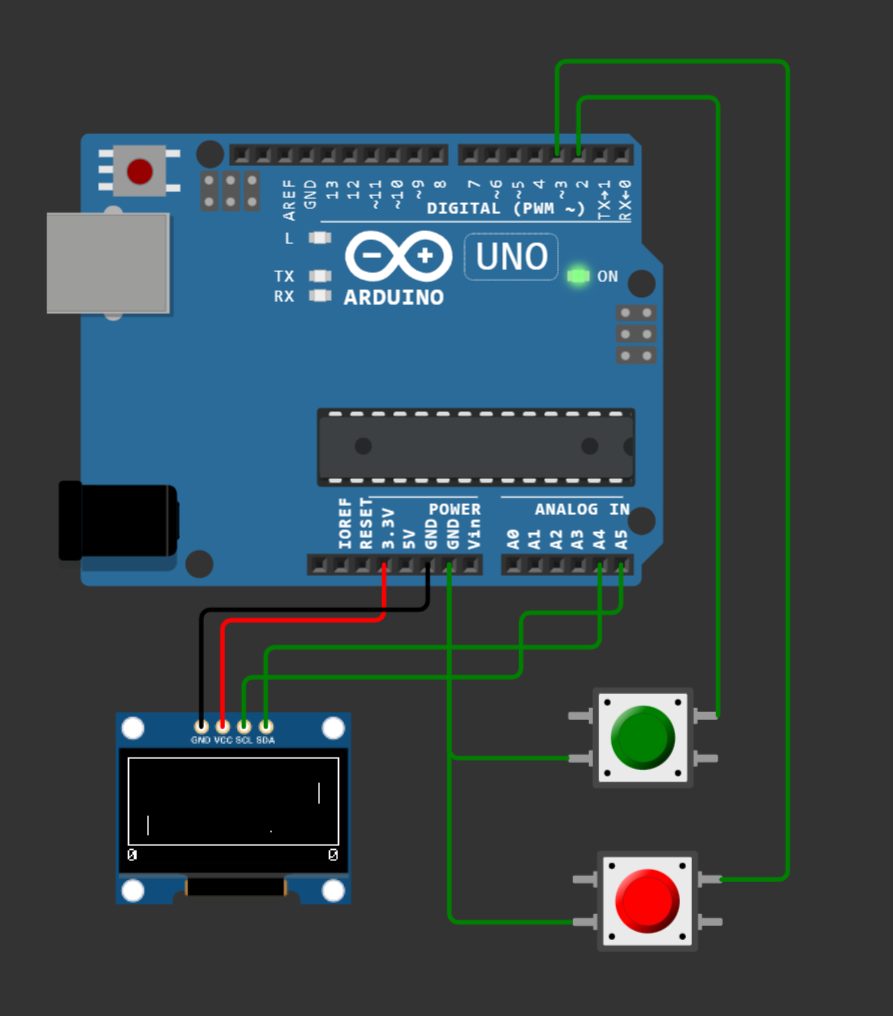 AREF
GND
13
12
~11
~10
~9
8
7
~6
~5
4
~3
2
TX→1
RX←0
DIGITAL (PWM ~)
L
TX
RX
UNO
ON
ARDUINO
IOREF
RESET
3.3V
5V
GND
GND
Vin
POWER
ANALOG IN
A0
A1
A2
A3
A4
A5
GND VCC SCL SDA
0 0